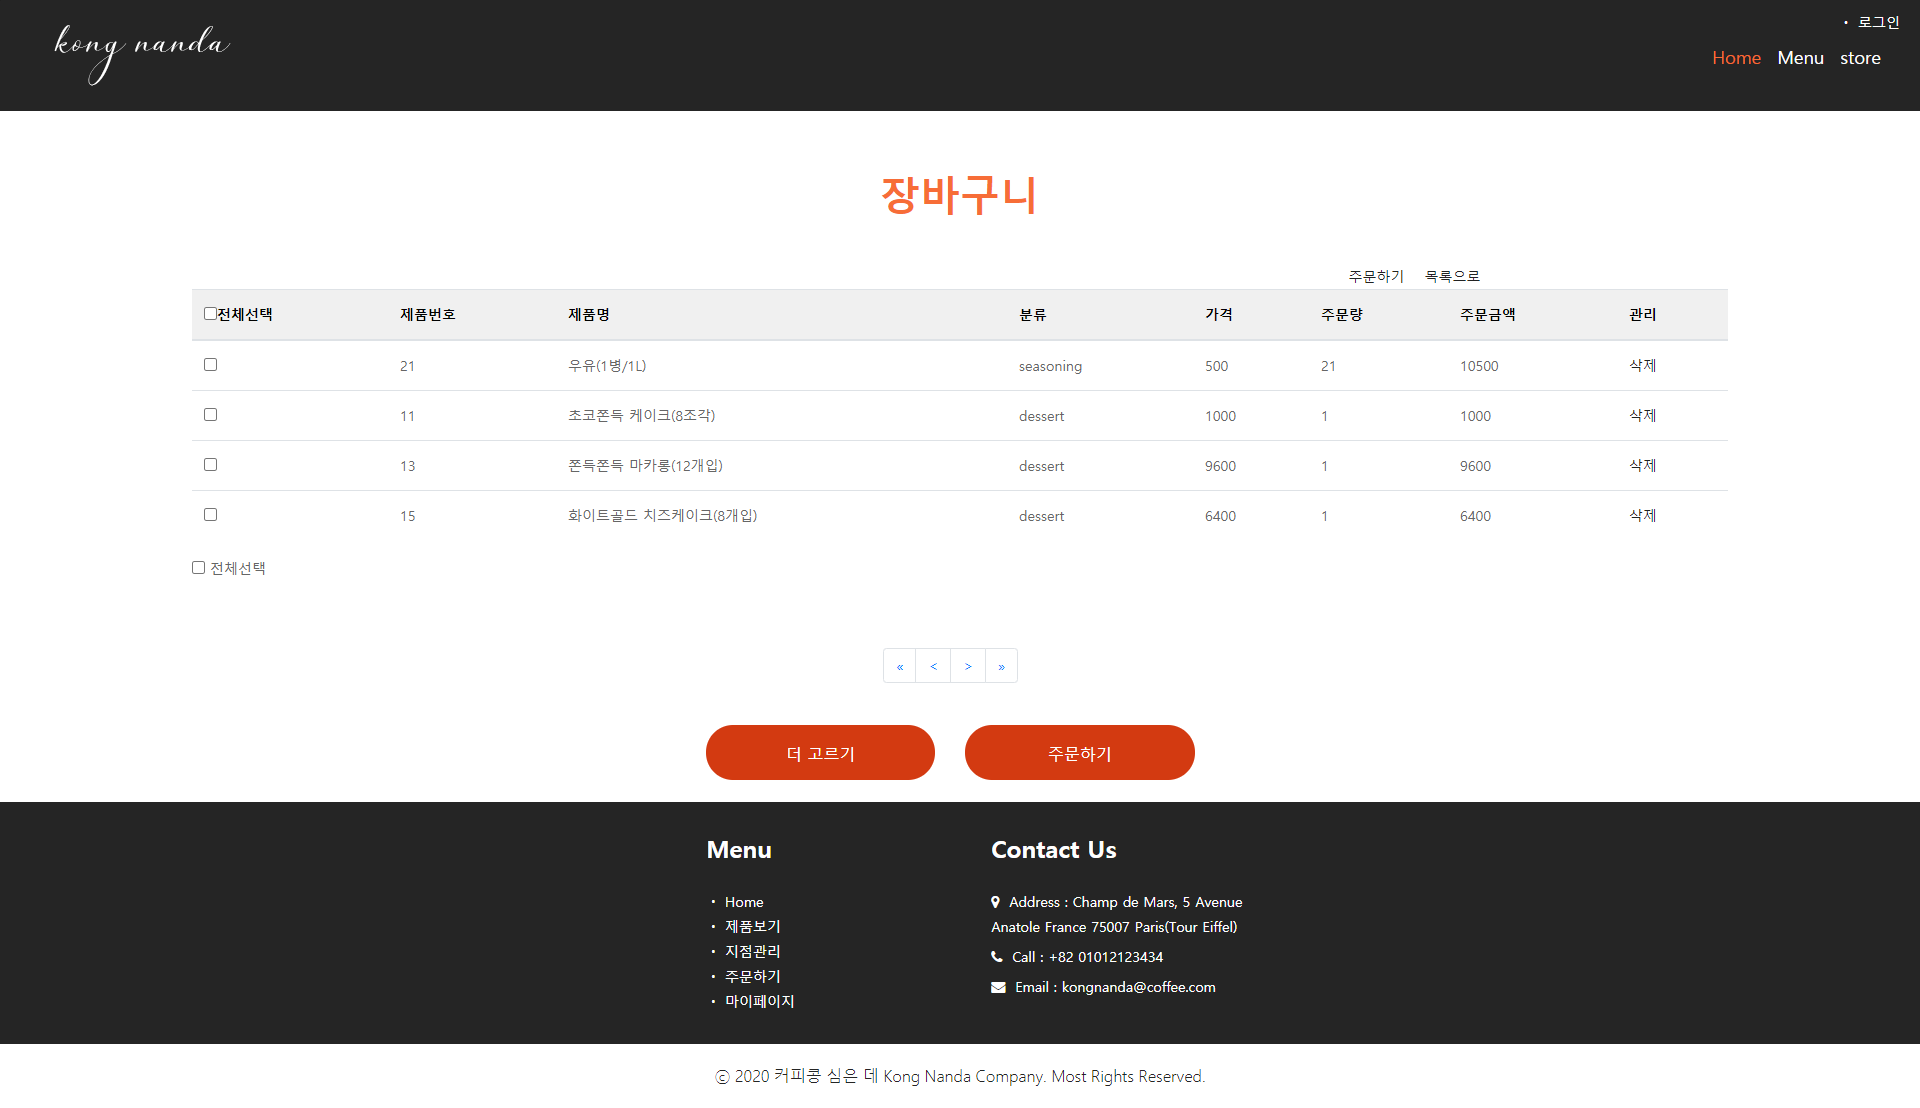 kong nanda
• 로그인
Home Menu store
장바구니
주문하기 목록으로
전체선택 제품번호 제품명 분류 가격 주문량 주문금액 관리
21 우유(1병/1L) seasoning 500 21 10500 삭제
11 초코쫀득 케이크(8조각) dessert 1000 1 1000 삭제
13 쫀득쫀득 마카롱(12개입) dessert 9600 1 9600 삭제
15 화이트골드 치즈케이크(8개입) dessert 6400 1 6400 삭제
전체선택
« < > »
더 고르기 주문하기
Menu
• Home
• 제품보기
• 지점관리
• 주문하기
• 마이페이지
Contact Us
Address : Champ de Mars, 5 Avenue
Anatole France 75007 Paris(Tour Eiffel)
Call : +82 01012123434
Email : kongnanda@coffee.com
ⓒ 2020 커피콩 심은 데 Kong Nanda Company. Most Rights Reserved.